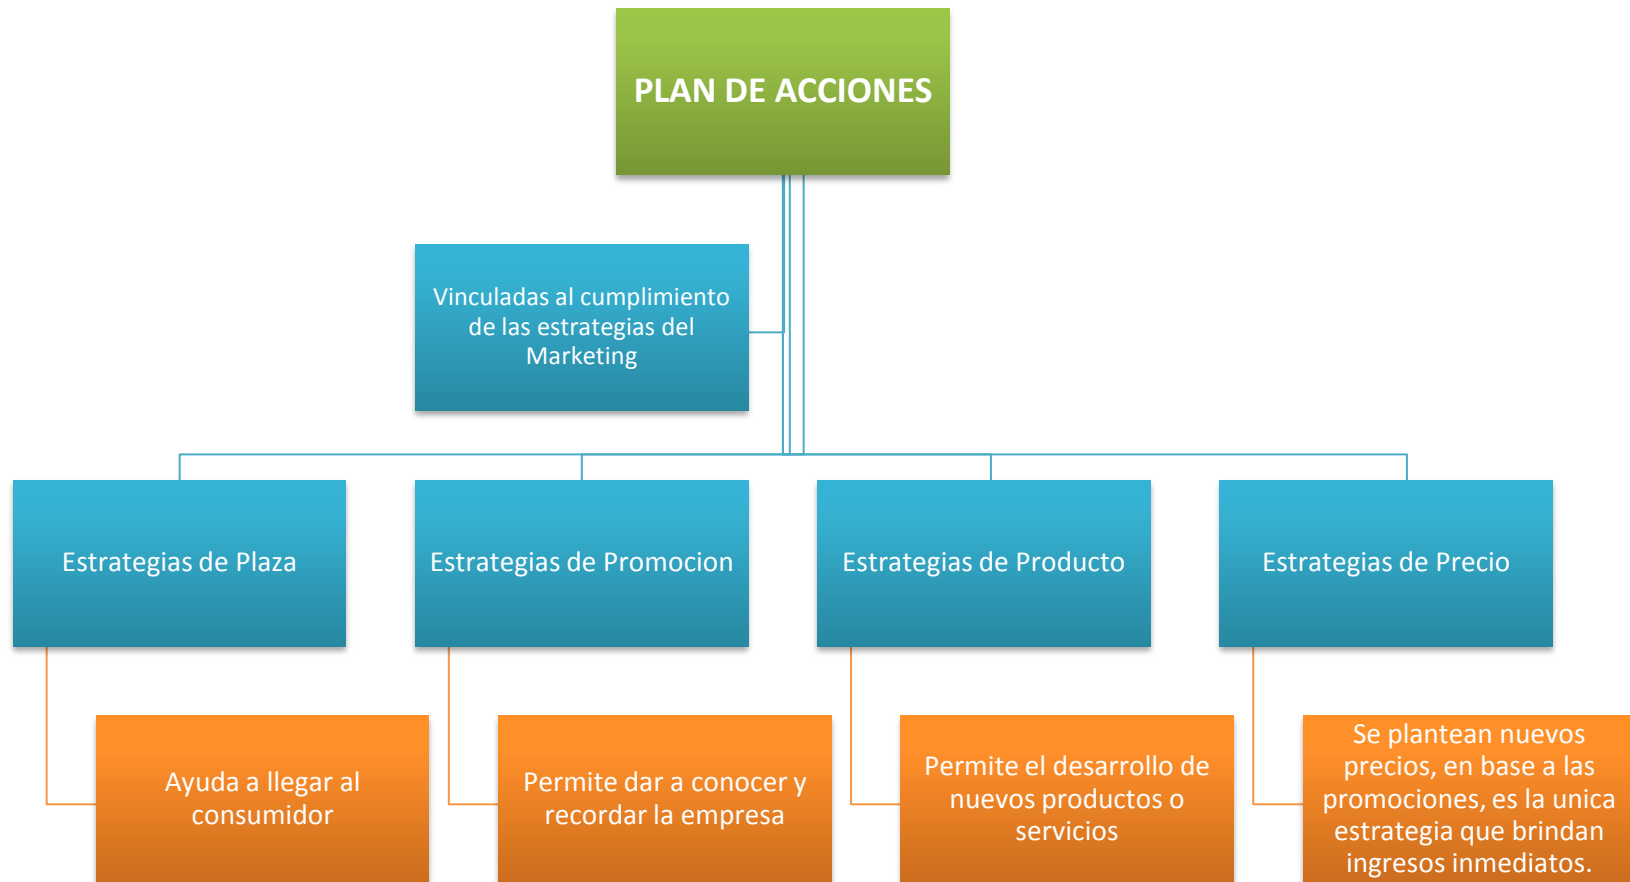 PLAN DE ACCIONES
Vinculadas al cumplimiento
de las estrategias del
Marketing
Estrategias de Plaza
Estrategias de Promocion
Estrategias de Producto
Estrategias de Precio
Ayuda a llegar al
consumidor
Permite dar a conocer y
recordar la empresa
Permite el desarrollo de
nuevos productos o
servicios
Se plantean nuevos
precios, en base a las
promociones, es la unica
estrategia que brindan
ingresos inmediatos.